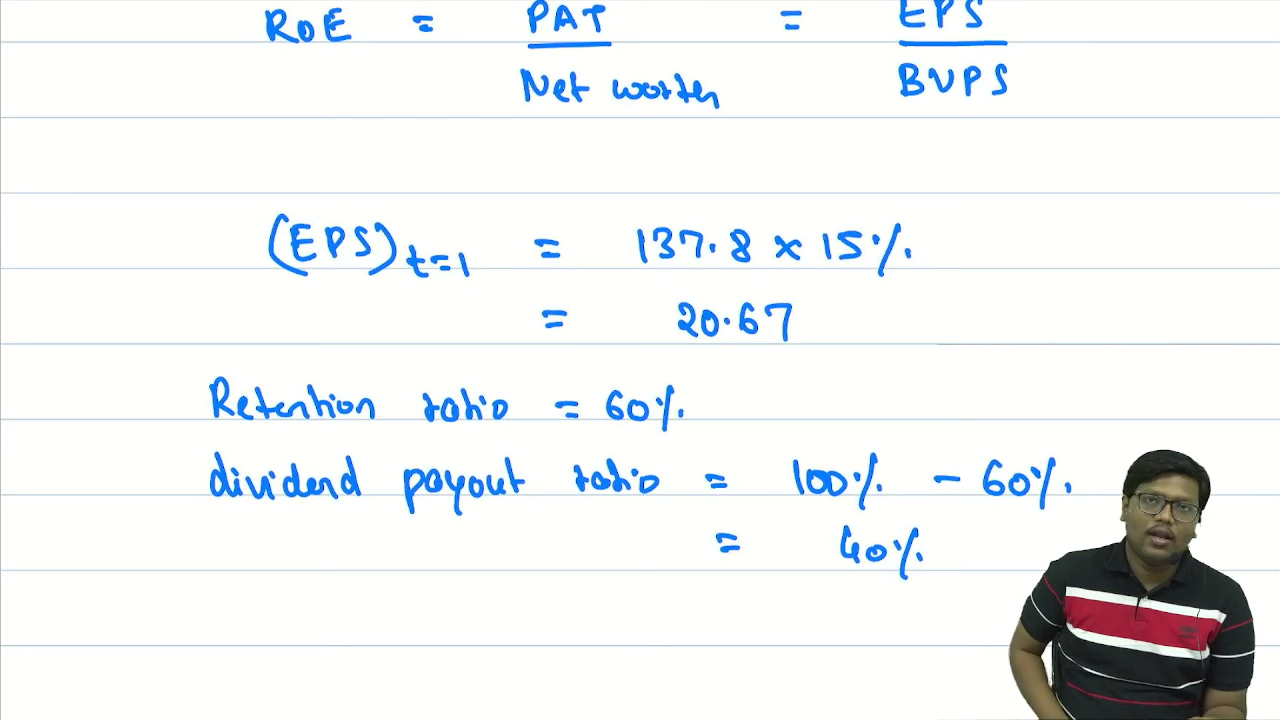 ROE = PAT / Net worth = EPS / BVPS
(EPS)t=1 = 137.8 × 15%
= 20.67
Retention ratio = 60%
dividend payout ratio = 100% - 60%
= 40%